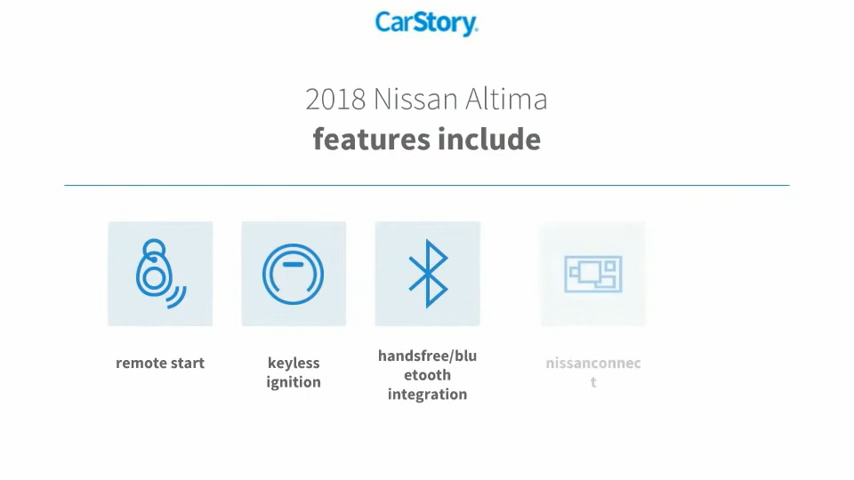 CarStory
2018 Nissan Altima
features include
remote start
keyless
ignition
handsfree/blu
etooth
integration
nissanconnec
t